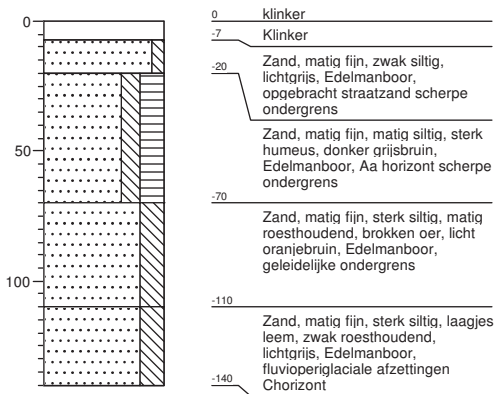 0
klinker
-7
Klinker
-20
Zand, matig fijn, zwak siltig,
lichtgrijs, Edelmanboor,
opgebracht straatzand scherpe
ondergrens
Zand, matig fijn, matig siltig, sterk
humeus, donker grijsbruin,
Edelmanboor, Aa horizont scherpe
ondergrens
50
-70
Zand, matig fijn, sterk siltig, matig
roesthoudend, brokken oer, licht
oranjebruin, Edelmanboor,
geleidelijke ondergrens
100
-110
Zand, matig fijn, sterk siltig, laagjes
leem, zwak roesthoudend,
lichtgrijs, Edelmanboor,
fluvioperiglaciale afzettingen
Chorizont
-140
0